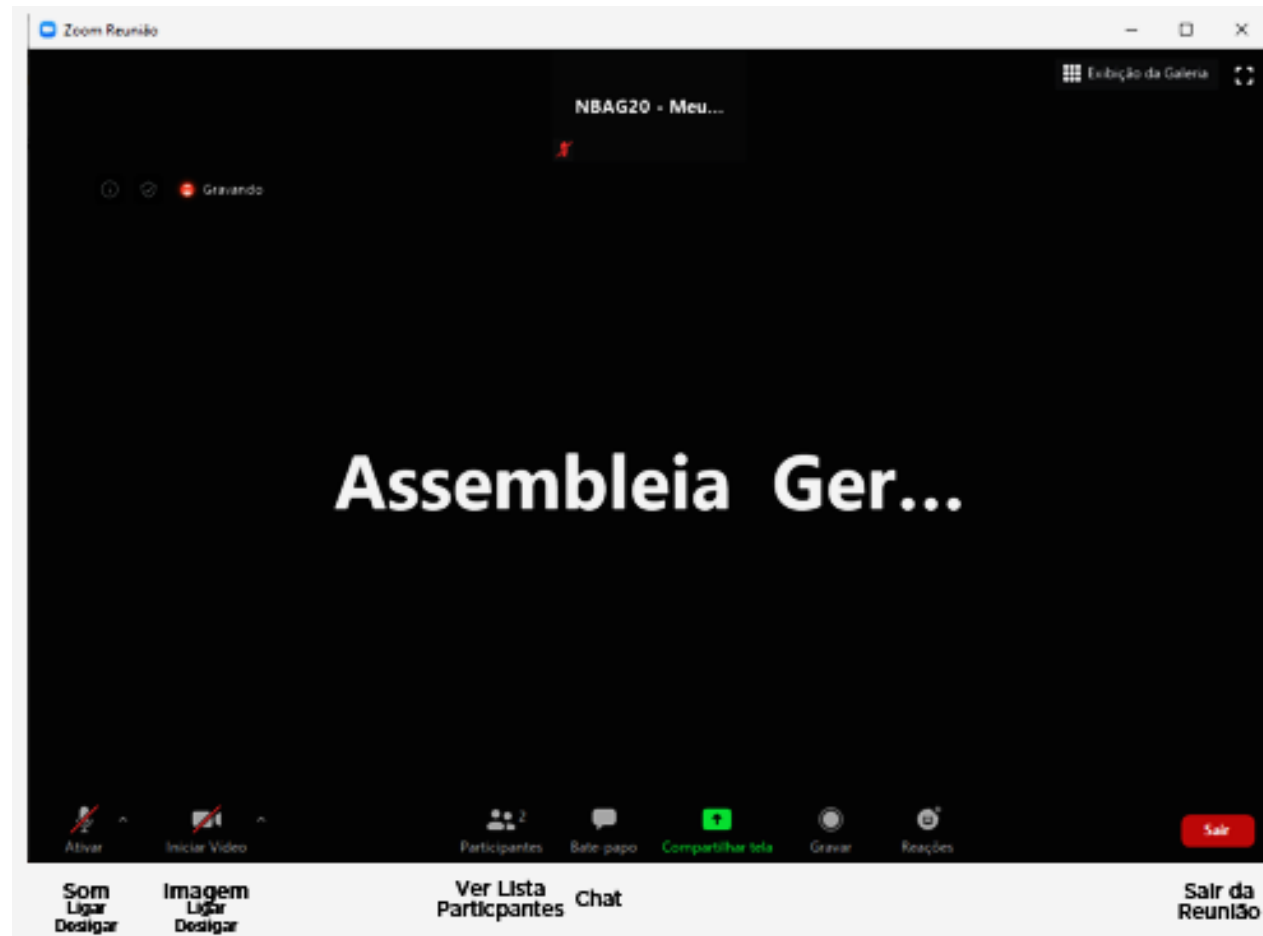 Zoom Reunião
Exibição da Galeria
NBAG20 - Meu...
Gravando
Assembleia Ger...
2
Ativar
Iniciar Vídeo
Participantes
Bate-papo
Compartilhar tela
Gravar
Reações
Sair
Som
Ligar
Desligar
Imagem
Ligar
Desligar
Ver Lista
Particpantes
Chat
Sair da
Reunião